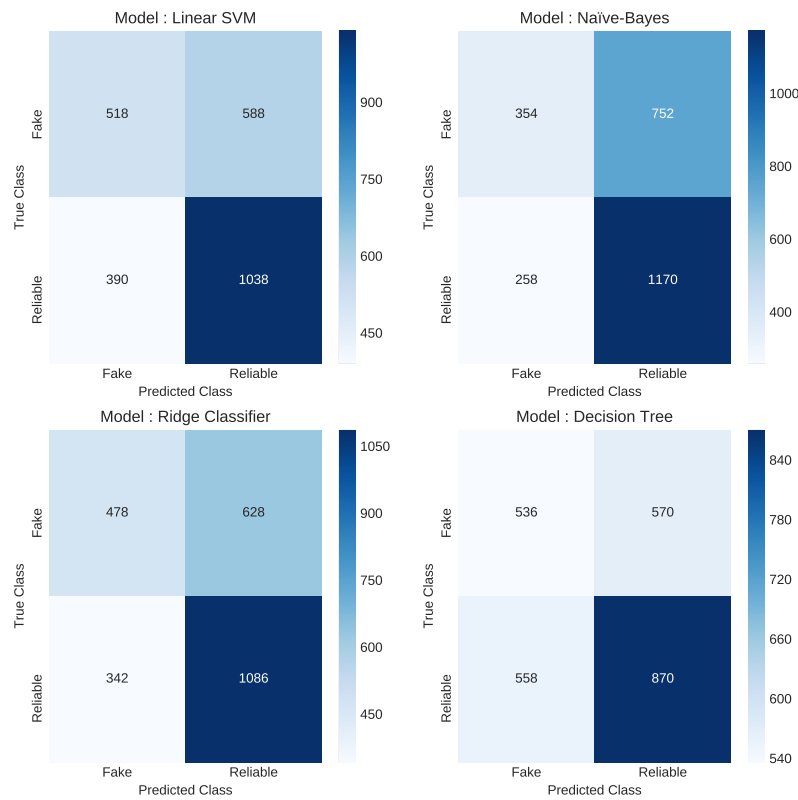 Model : Linear SVM
Fake
518
588
900
750
600
450
True Class
Reliable
390
1038
Fake
Reliable
Predicted Class
Model : Naïve-Bayes
Fake
354
752
1000
800
600
400
True Class
Reliable
258
1170
Fake
Reliable
Predicted Class
Model : Ridge Classifier
Fake
478
628
1050
900
750
600
450
True Class
Reliable
342
1086
Fake
Reliable
Predicted Class
Model : Decision Tree
Fake
536
570
840
780
720
660
600
540
True Class
Reliable
558
870
Fake
Reliable
Predicted Class